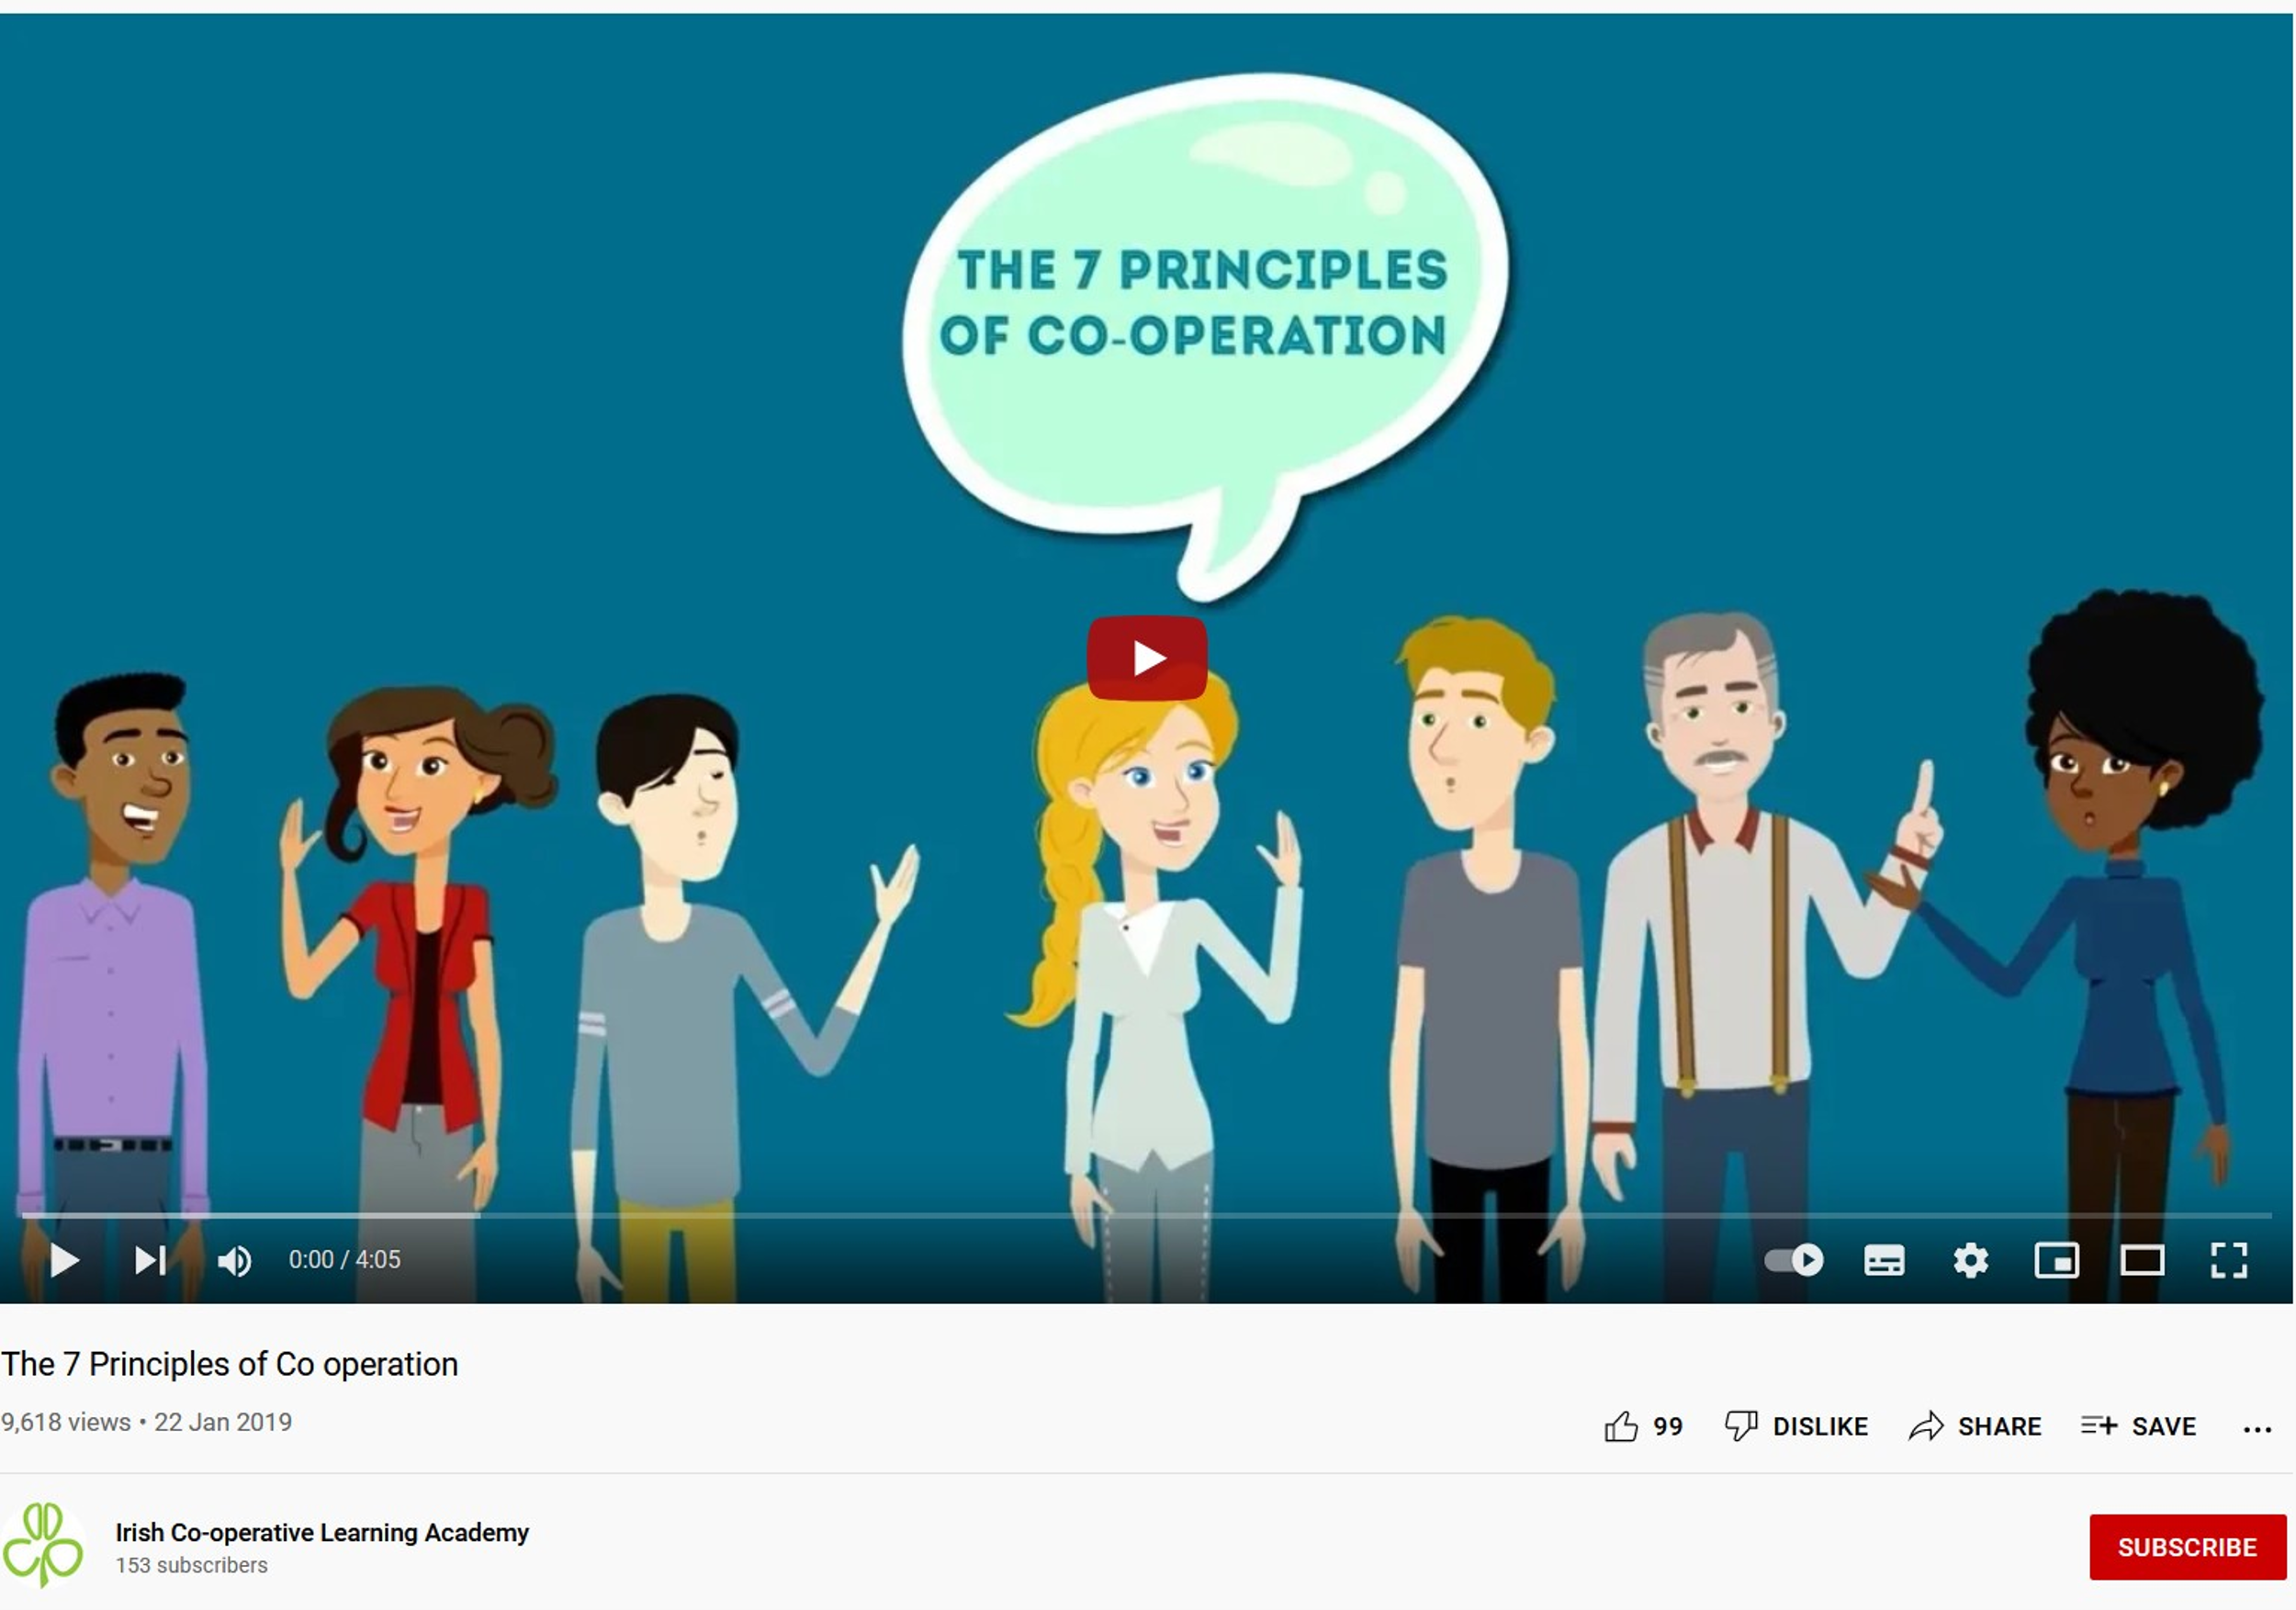 THE 7 PRINCIPLES
OF CO-OPERATION
0:00 / 4:05
The 7 Principles of Co operation
9,618 views • 22 Jan 2019
99 DISLIKE SHARE SAVE ...
Irish Co-operative Learning Academy
153 subscribers
SUBSCRIBE